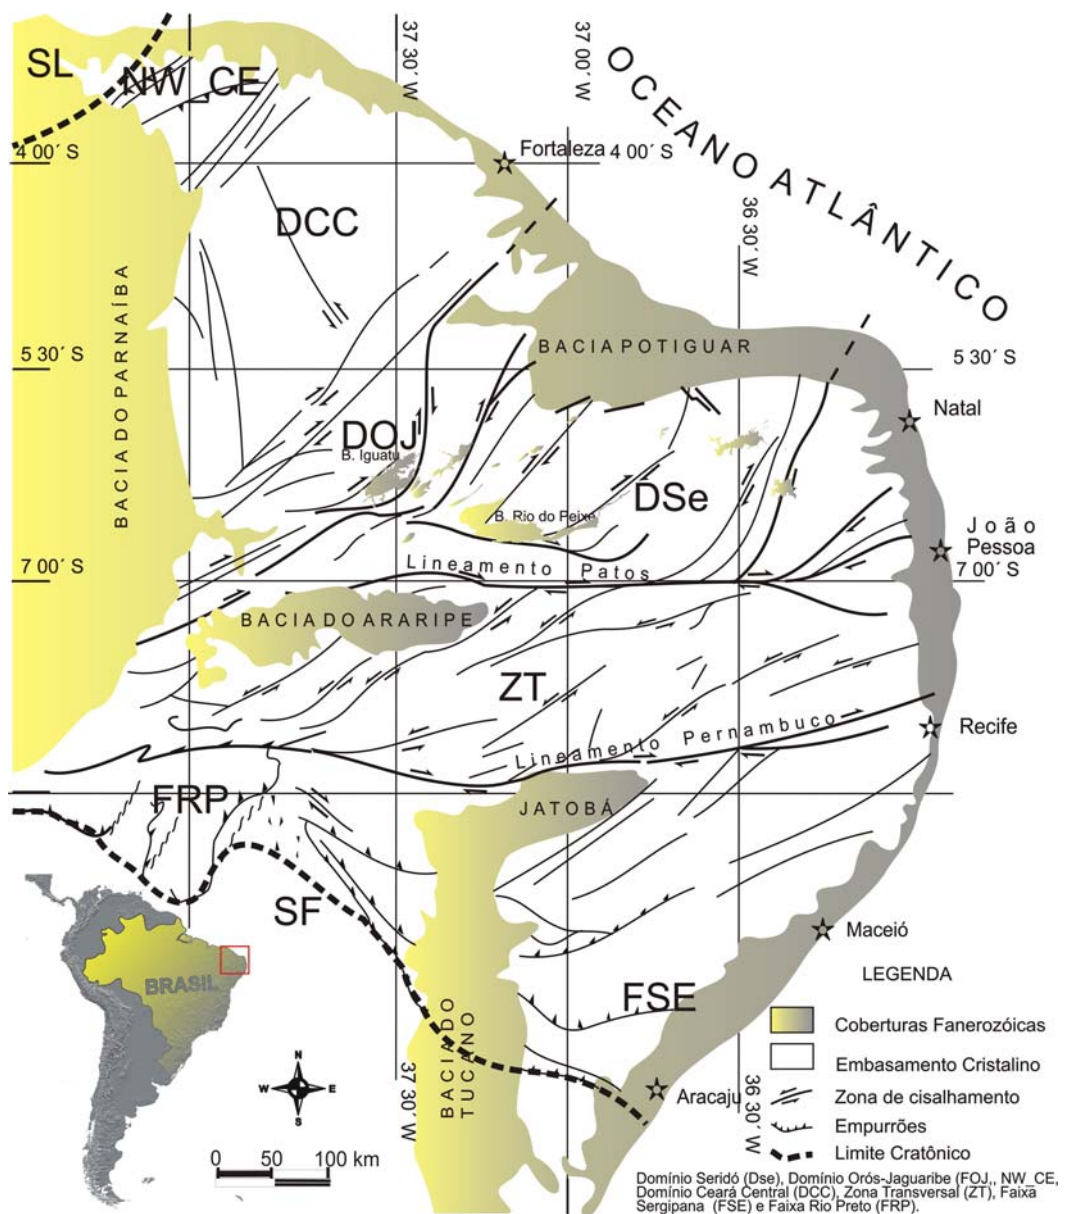 SL
NW_CE
37 30´ W
37 00´ W
OCEANO ATLÂNTICO
4 00´ S
Fortaleza
4 00´ S
36 30´ W
DCC
BACIA DO PARNAÍBA
5 30´ S
BACIA POTIGUAR
5 30´ S
Natal
DOJ
B. Iguatu
DSe
B. Rio do Peixe
João
Pessoa
Lineamento Patos
7 00´ S
7 00´ S
BACIA DO ARARIPE
ZT
Lineamento Pernambuco
Recife
FRP
JATOBÁ
SF
Maceió
BRASIL
FSE
BACIA DO
TUCANO
Aracaju
37 30´ W
36 30´ W
N
W
E
S
0 50 100 km
LEGENDA
Coberturas Fanerozóicas
Embasamento Cristalino
Zona de cisalhamento
Empurrões
Limite Cratônico
Domínio Seridó (Dse), Domínio Orós-Jaguaribe (FOJ,, NW_CE,
Domínio Ceará Central (DCC), Zona Transversal (ZT), Faixa
Sergipana (FSE) e Faixa Rio Preto (FRP).